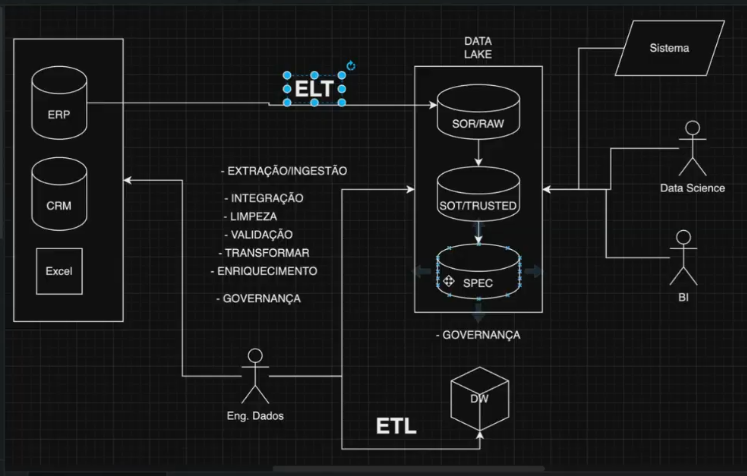 DATA
LAKE
Sistema
ELT
ERP
SOR/RAW
- EXTRAÇÃO/INGESTÃO
Data Science
CRM
- INTEGRAÇÃO
SOT/TRUSTED
- LIMPEZA
- VALIDAÇÃO
- TRANSFORMAR
Excel
- ENRIQUECIMENTO
SPEC
BI
- GOVERNANÇA
- GOVERNANÇA
DW
Eng. Dados
ETL